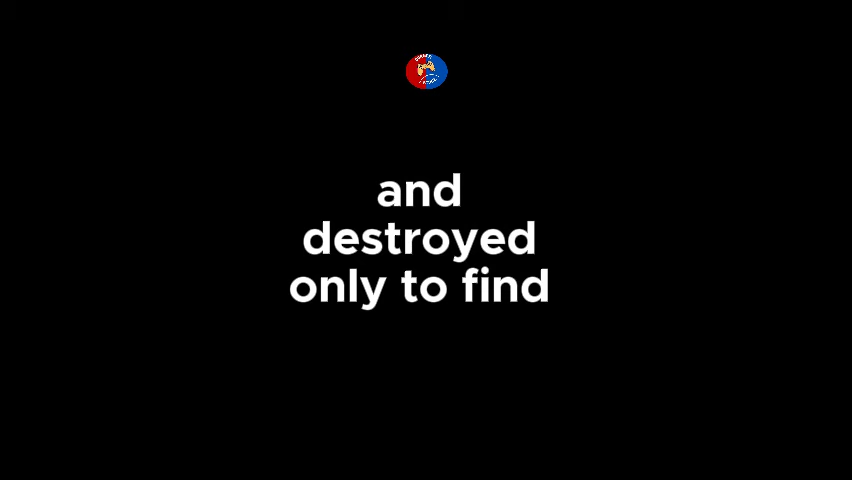 and
destroyed
only to find